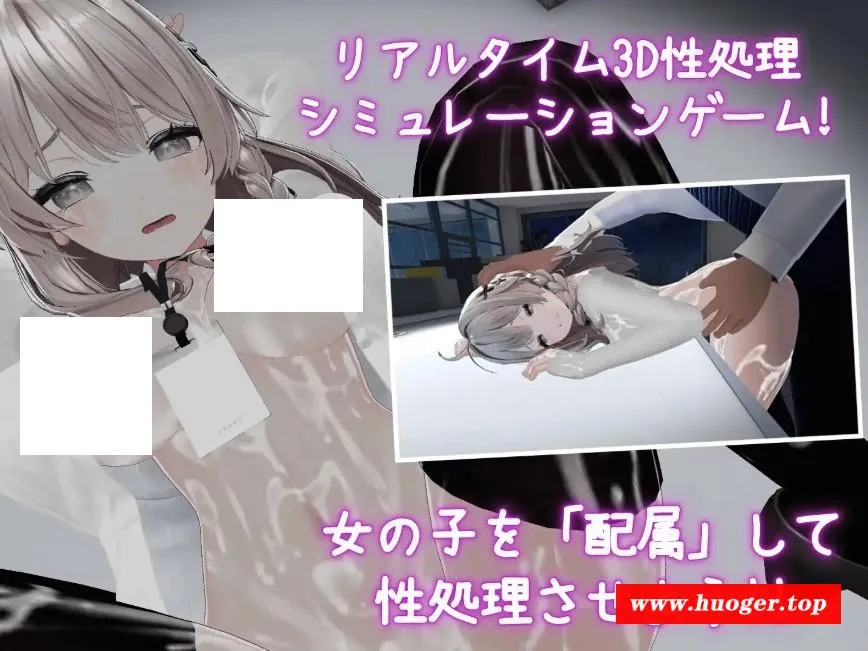 リアルタイム3D性処理
シミュレーションゲーム!
女の子を「配属」して
性処理させ
www.huoger.top